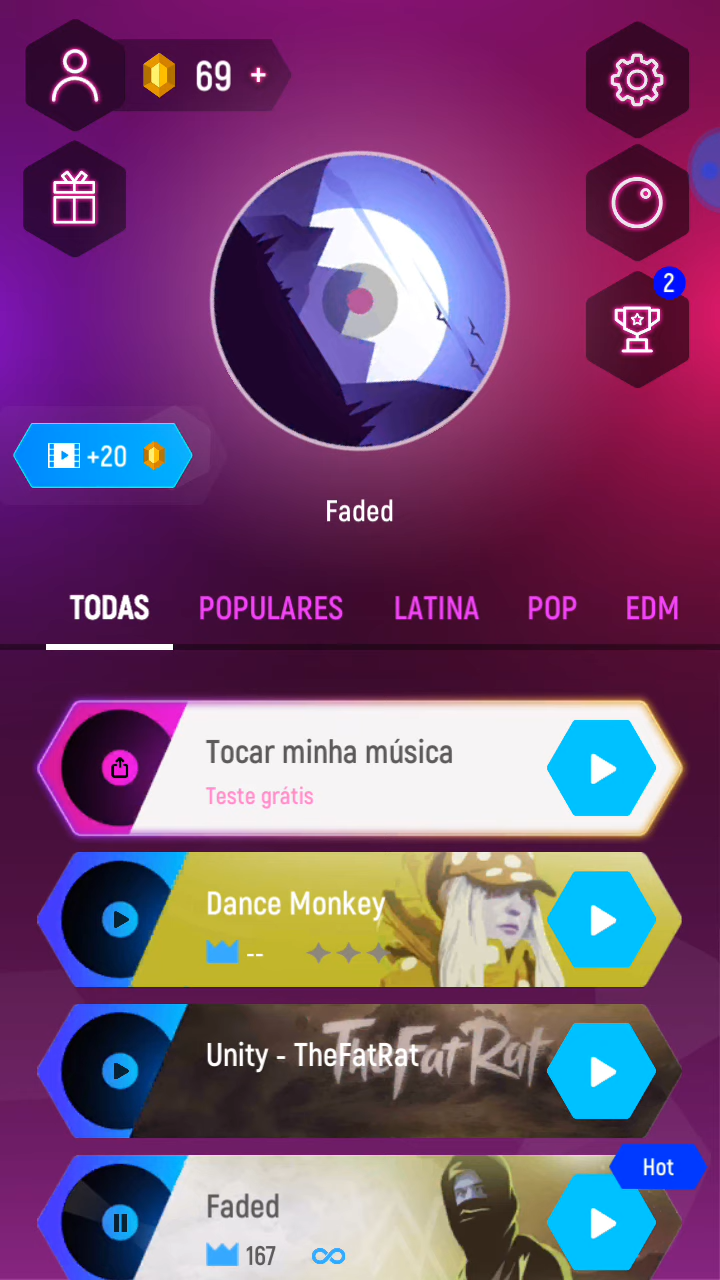 69 +
2
+20
Faded
TODAS POPULARES LATINA POP EDM
Tocar minha música
Teste grátis
Dance Monkey
--
Unity - TheFatRat
TheFatRat
Hot
Faded
167